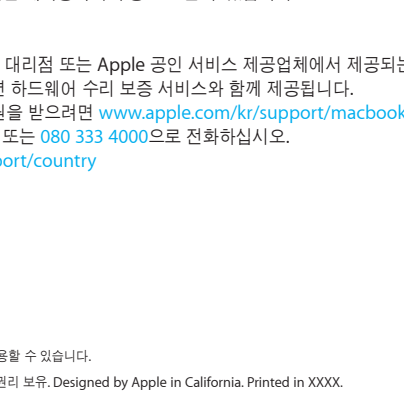 대리점 또는 Apple 공인 서비스 제공업체에서 제공되는
하드웨어 수리 보증 서비스와 함께 제공됩니다.
받으려면 www.apple.com/kr/support/macbook
또는 080 333 4000으로 전화하십시오.
port/country
용할 수 있습니다.
권리 보유. Designed by Apple in California. Printed in XXXX.